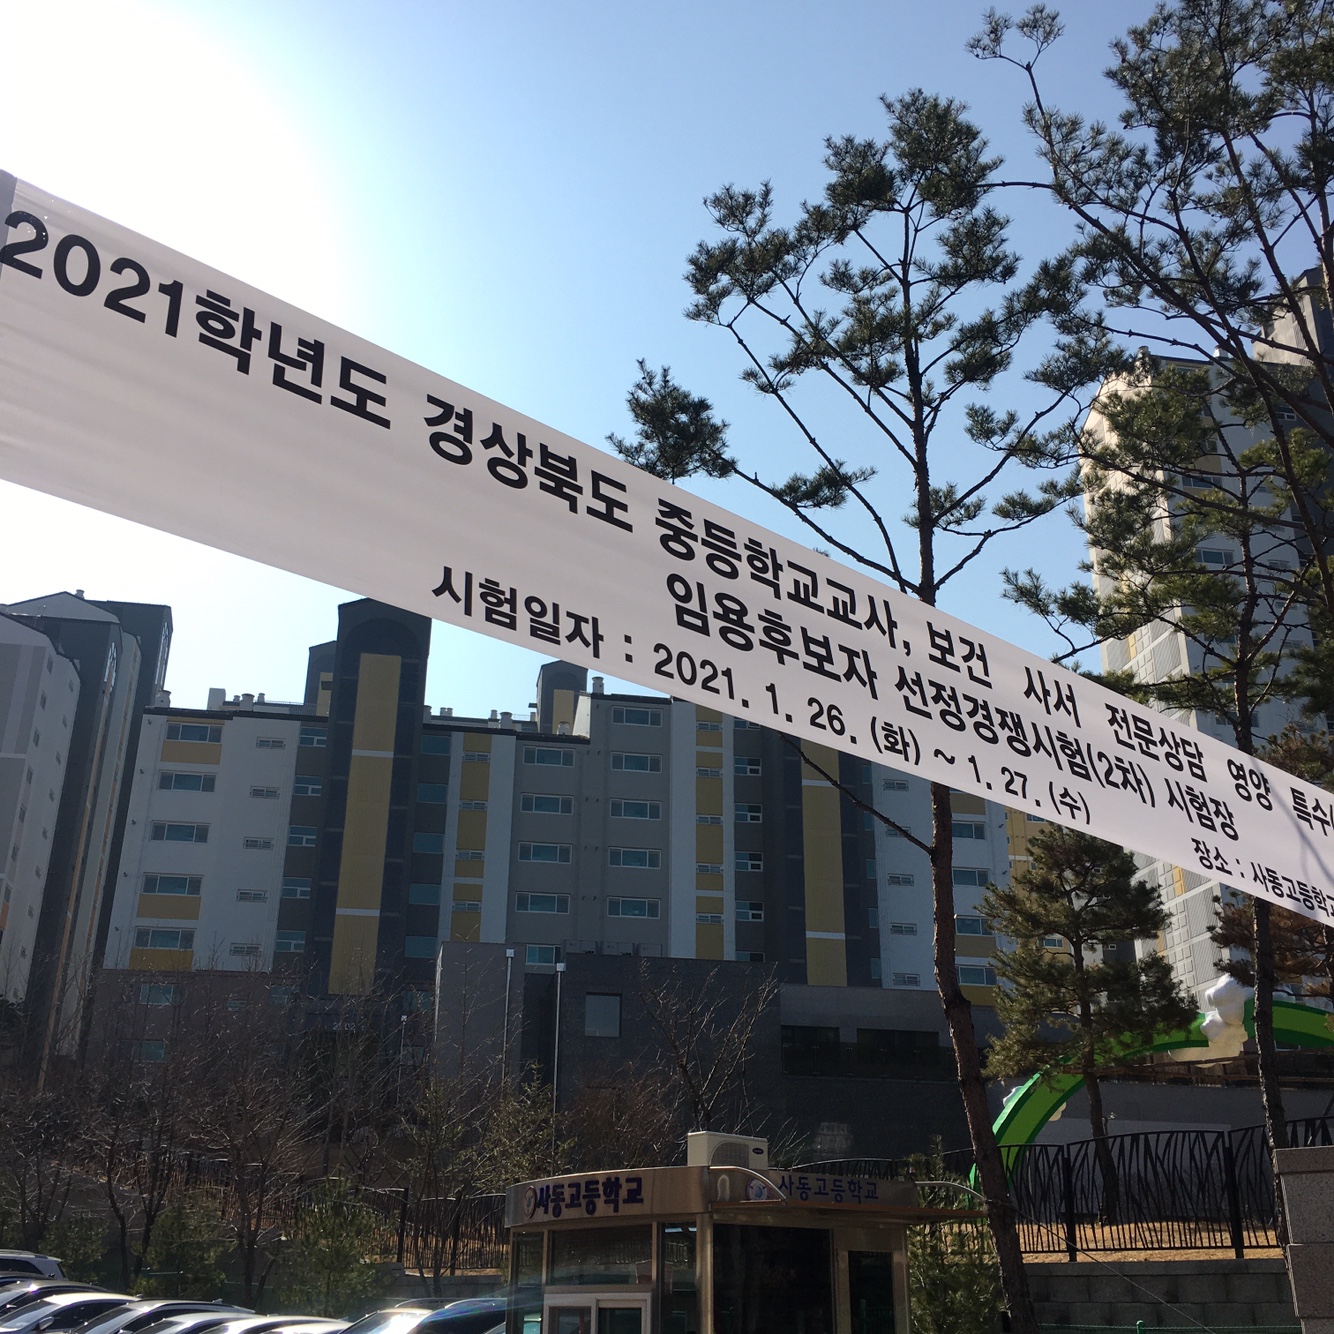 2021학년도 경상북도 중등학교교사, 보건 사서 전문상담 영양 특수
임용후보자 선정경쟁시험(2차) 시험장
시험일자 : 2021. 1. 26. (화) ~ 1. 27. (수)
장소 : 사동고등학교
사동고등학교
사동고등학교
2202